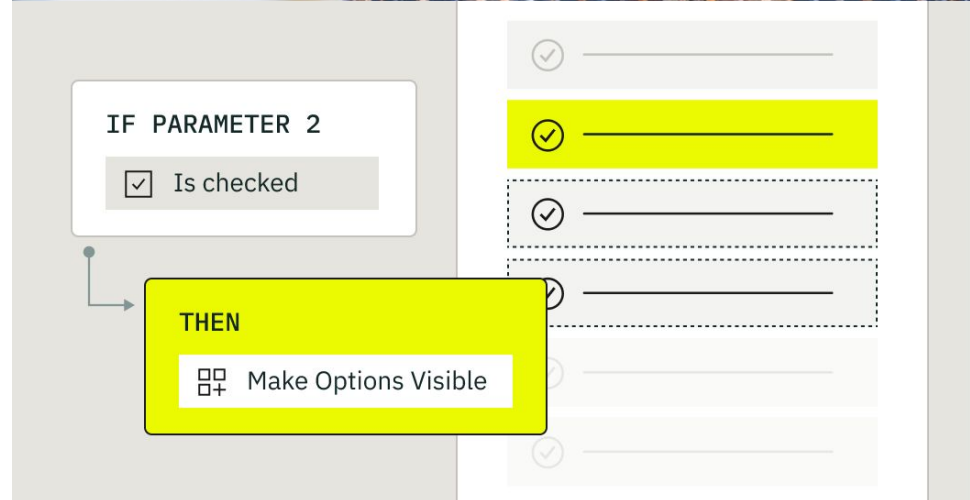 IF PARAMETER 2
Is checked
THEN
Make Options Visible